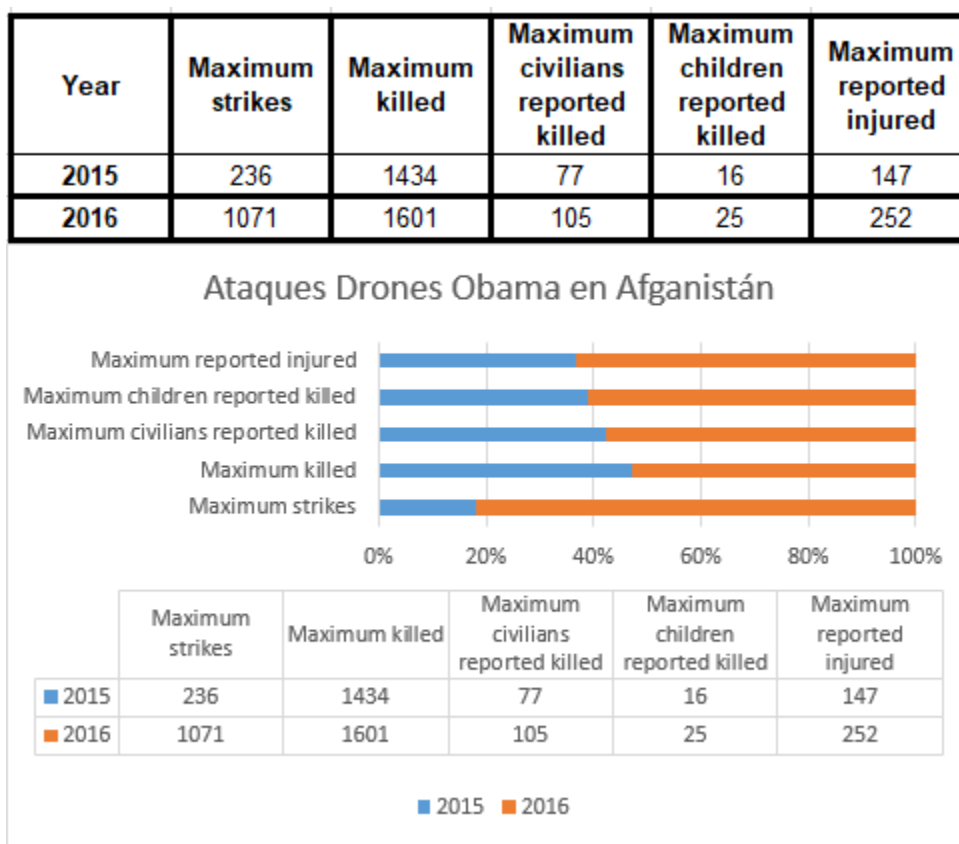 Year Maximum strikes Maximum killed Maximum civilians reported killed Maximum children reported killed Maximum reported injured
2015 236 1434 77 16 147
2016 1071 1601 105 25 252
Ataques Drones Obama en Afganistán
Maximum reported injured
Maximum children reported killed
Maximum civilians reported killed
Maximum killed
Maximum strikes
0% 20% 40% 60% 80% 100%
Maximum strikes Maximum killed Maximum civilians reported killed Maximum children reported killed Maximum reported injured
2015 236 1434 77 16 147
2016 1071 1601 105 25 252
2015 2016